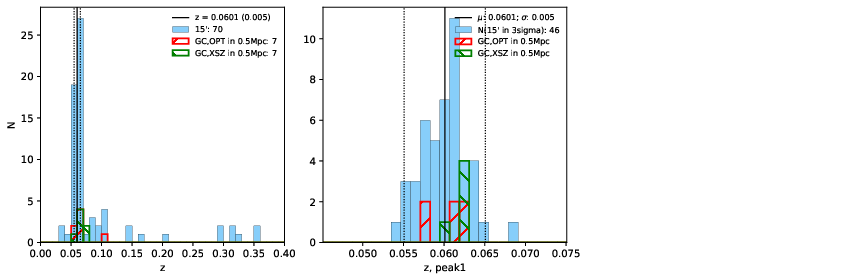 z = 0.0601 (0.005)
15': 70
GC,OPT in 0.5Mpc: 7
GC,XSZ in 0.5Mpc: 7
N
25
20
15
10
5
0
0.00 0.05 0.10 0.15 0.20 0.25 0.30 0.35 0.40
z
μ: 0.0601; σ: 0.005
N(15' in 3sigma): 46
GC,OPT in 0.5Mpc
GC,XSZ in 0.5Mpc
10
8
6
4
2
0
0.050 0.055 0.060 0.065 0.070 0.075
z, peak1